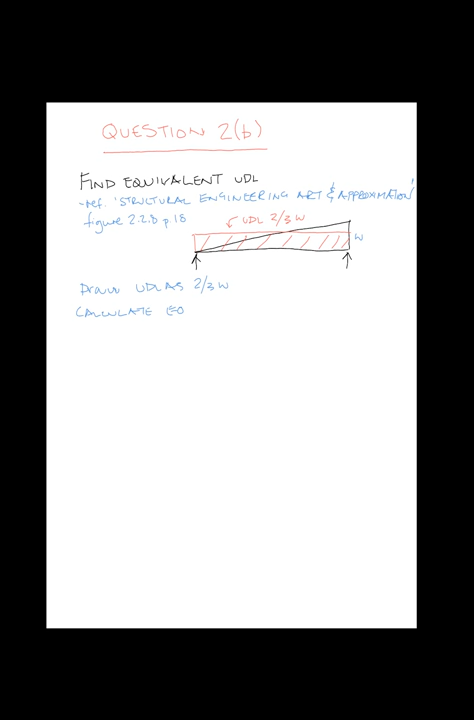 QUESTION 2(b)
FIND EQUIVALENT UDL
-ref. 'STRUCTURAL ENGINEERING ART & APPROXIMATION'
figure 2.2.8 p.18
UDL 2/3 W
W
DRAW UDL AS 2/3 W
CALCULATE EQ